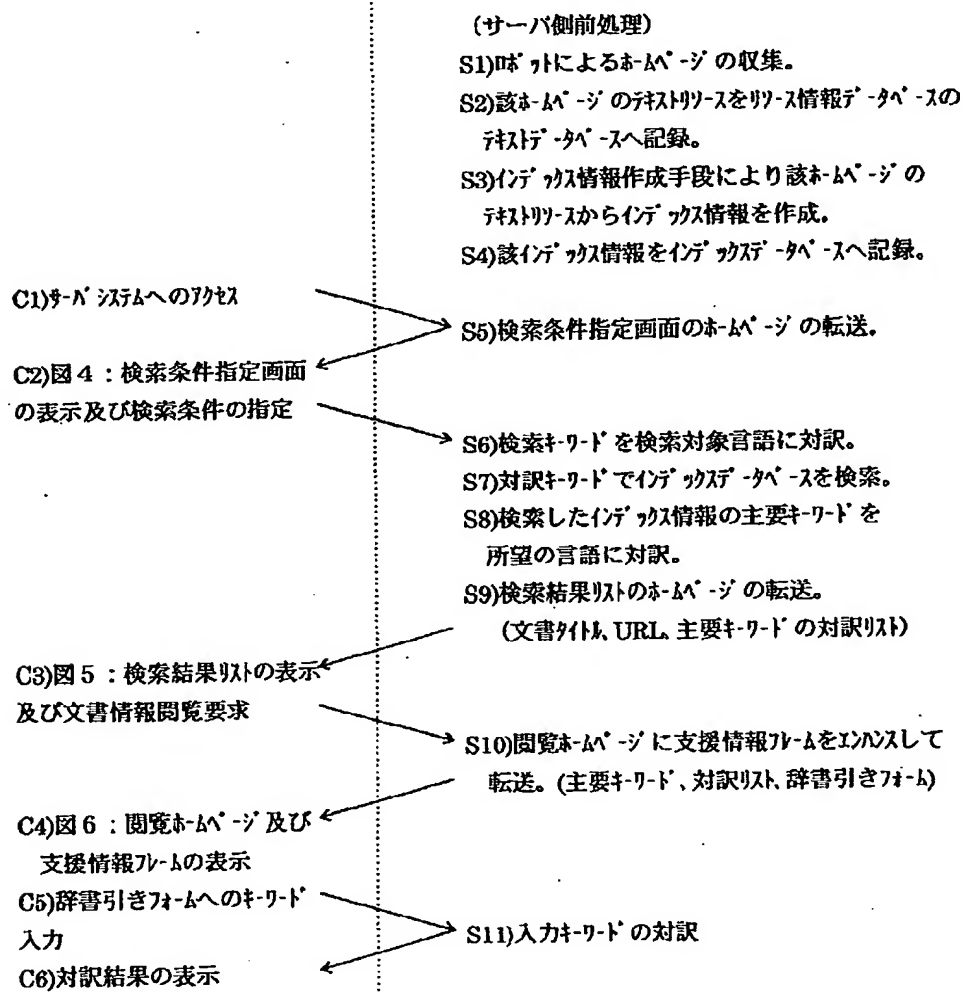 (サーバ側前処理)
S1)ロボットによるホームページの収集。
S2)該ホームページのテキストリソースをリソース情報データベースの
テキストデータベースへ記録。
S3)インデックス情報作成手段により該ホームページの
テキストリソースからインデックス情報を作成。
S4)該インデックス情報をインデックスデータベースへ記録。
C1)サーバシステムへのアクセス
S5)検索条件指定画面のホームページの転送。
C2)図4:検索条件指定画面
の表示及び検索条件の指定
S6)検索キーワードを検索対象言語に対訳。
S7)対訳キーワードでインデックスデータベースを検索。
S8)検索したインデックス情報の主要キーワードを
所望の言語に対訳。
S9)検索結果リストのホームページの転送。
(文書タイトル、URL、主要キーワードの対訳リスト)
C3)図5:検索結果リストの表示
及び文書情報閲覧要求
S10)閲覧ホームページに支援情報フレームをエンハンスして
転送。(主要キーワード、対訳リスト、辞書引きフォーム)
C4)図6:閲覧ホームページ及び
支援情報フレームの表示
C5)辞書引きフォームへのキーワード
入力
S11)入力キーワードの対訳
C6)対訳結果の表示